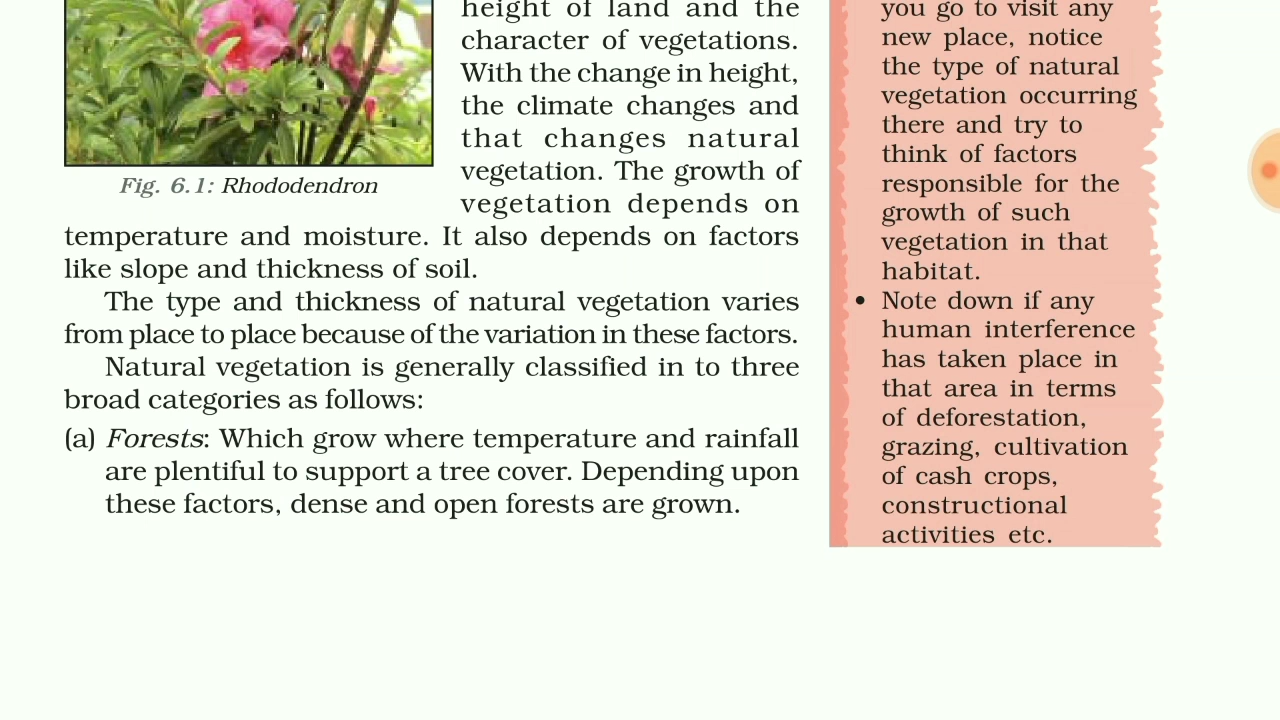 height of land and the
character of vegetations.
With the change in height,
the climate changes and
that changes natural
vegetation. The growth of
vegetation depends on
Fig. 6.1: Rhododendron
temperature and moisture. It also depends on factors
like slope and thickness of soil.
The type and thickness of natural vegetation varies
from place to place because of the variation in these factors.
Natural vegetation is generally classified in to three
broad categories as follows:
(a) Forests: Which grow where temperature and rainfall
are plentiful to support a tree cover. Depending upon
these factors, dense and open forests are grown.
you go to visit any
new place, notice
the type of natural
vegetation occurring
there and try to
think of factors
responsible for the
growth of such
vegetation in that
habitat.
• Note down if any
human interference
has taken place in
that area in terms
of deforestation,
grazing, cultivation
of cash crops,
constructional
activities etc.